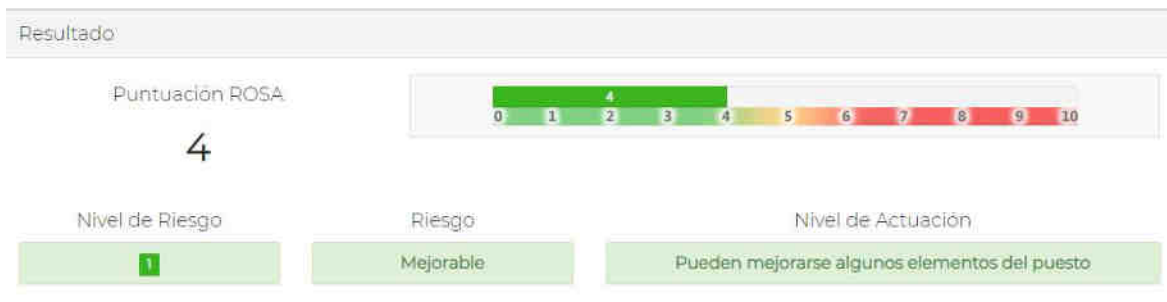 Resultado
Puntuación ROSA
4
4
0 1 2 3 4 5 6 7 8 9 10
Nivel de Riesgo
Riesgo
Nivel de Actuación
1
Mejorable
Pueden mejorarse algunos elementos del puesto